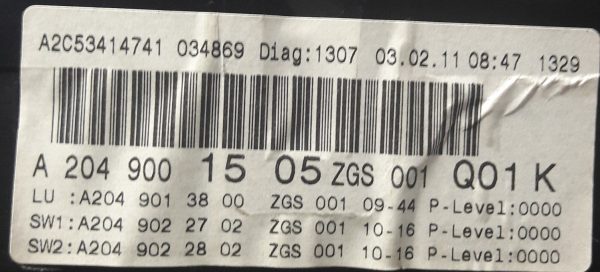 A2C53414741 034869 Diag:1307 03.02.11 08:47 1329
A 204 900 15 05 ZGS 001 Q01 K
LU :A204 901 38 00 ZGS 001 09-44 P-Level:0000
SW1:A204 902 27 02 ZGS 001 10-16 P-Level:0000
SW2:A204 902 28 02 ZGS 001 10-16 P-Level:0000